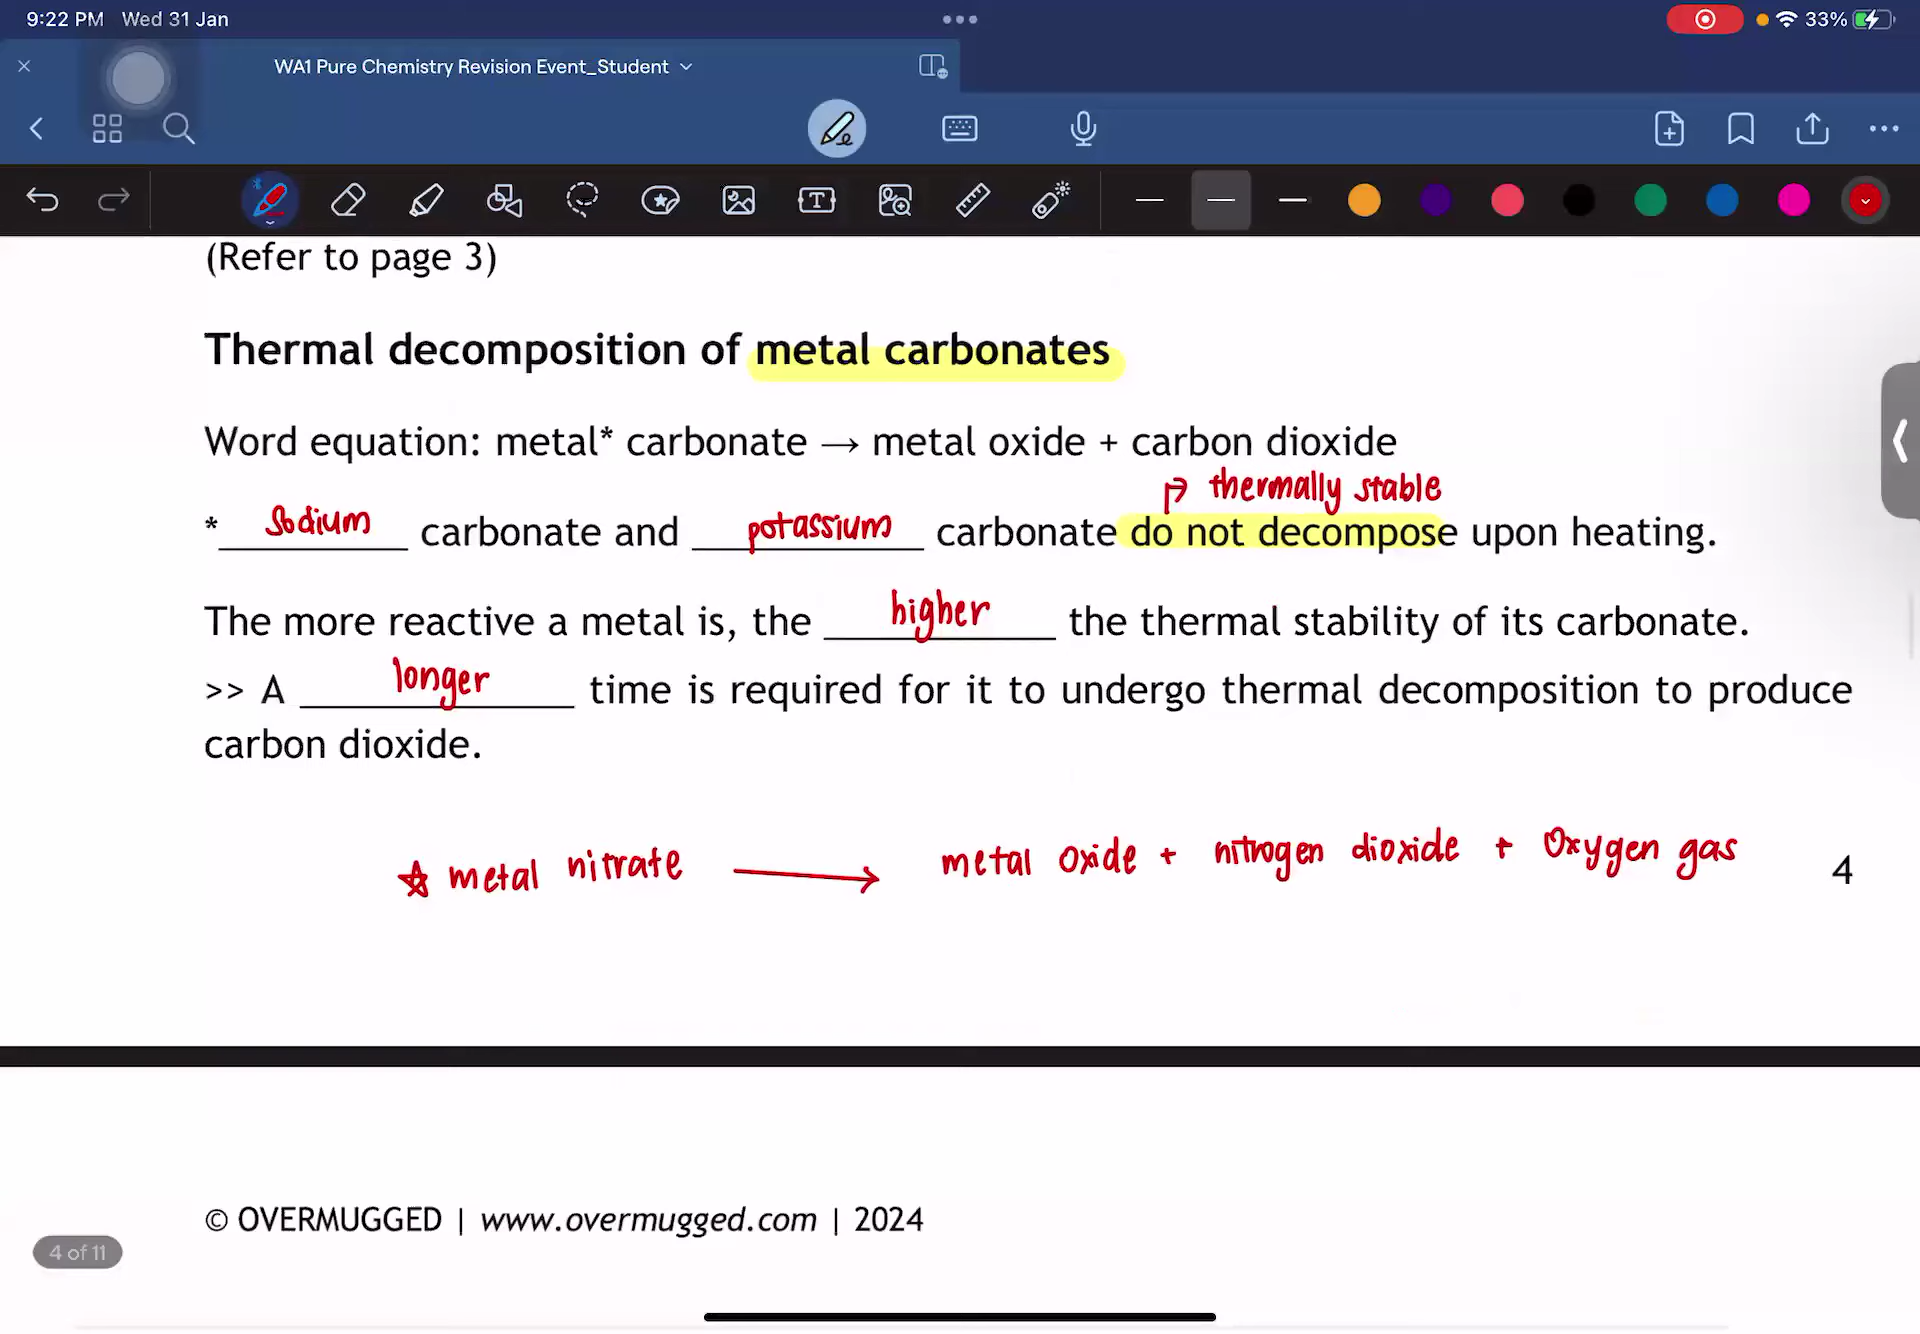 9:22 PM Wed 31 Jan
33%
WA1 Pure Chemistry Revision Event_Student
(Refer to page 3)
Thermal decomposition of metal carbonates
Word equation: metal* carbonate → metal oxide + carbon dioxide
thermally stable
* sodium carbonate and potassium carbonate do not decompose upon heating.
The more reactive a metal is, the higher the thermal stability of its carbonate.
>> A longer time is required for it to undergo thermal decomposition to produce
carbon dioxide.
☆ metal nitrate → metal oxide + nitrogen dioxide + oxygen gas
4
© OVERMUGGED | www.overmugged.com | 2024
4 of 11